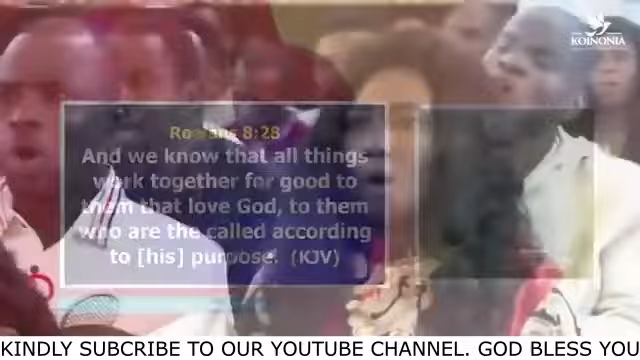 KOINONIA
Romans 8:28
And we know that all things
work together for good to
them that love God, to them
who are the called according
to [his] purpose. (KJV)
KINDLY SUBCRIBE TO OUR YOUTUBE CHANNEL. GOD BLESS YOU